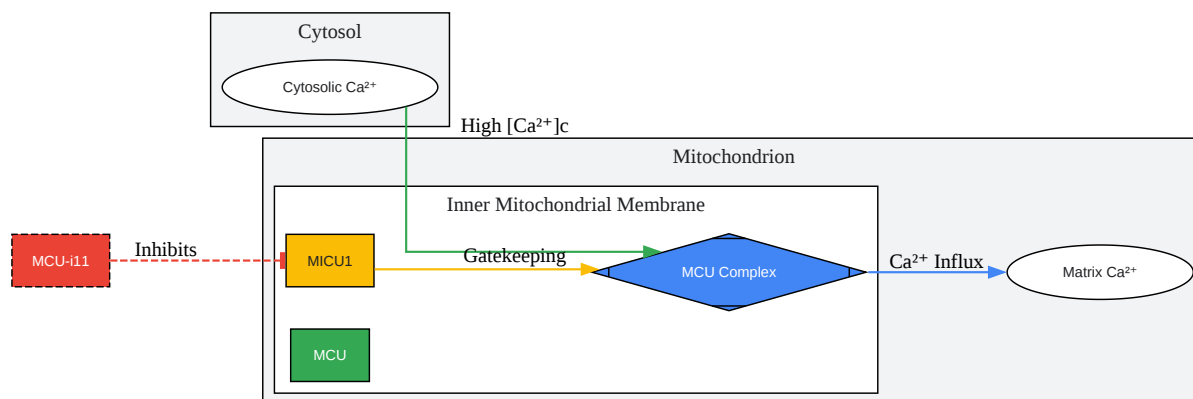 Cytosol
Cytosolic Ca²⁺
High [Ca²⁺]c
Mitochondrion
Inner Mitochondrial Membrane
MCU-i11
Inhibits
MICU1
Gatekeeping
MCU Complex
Ca²⁺ Influx
Matrix Ca²⁺
MCU